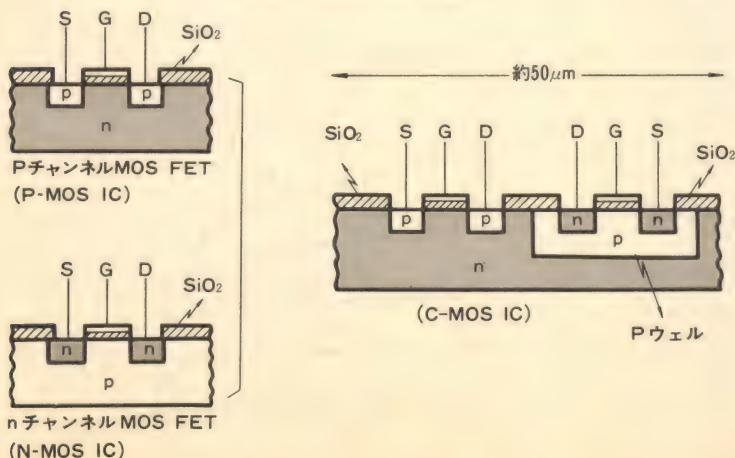 S G D
SiO₂
p p
n
PチャンネルMOS FET
(P-MOS IC)
S G D
SiO₂
n n
p
nチャンネルMOS FET
(N-MOS IC)
約50μm
SiO₂ S G D D G S SiO₂
p p n n
p
n
(C-MOS IC)
Pウェル